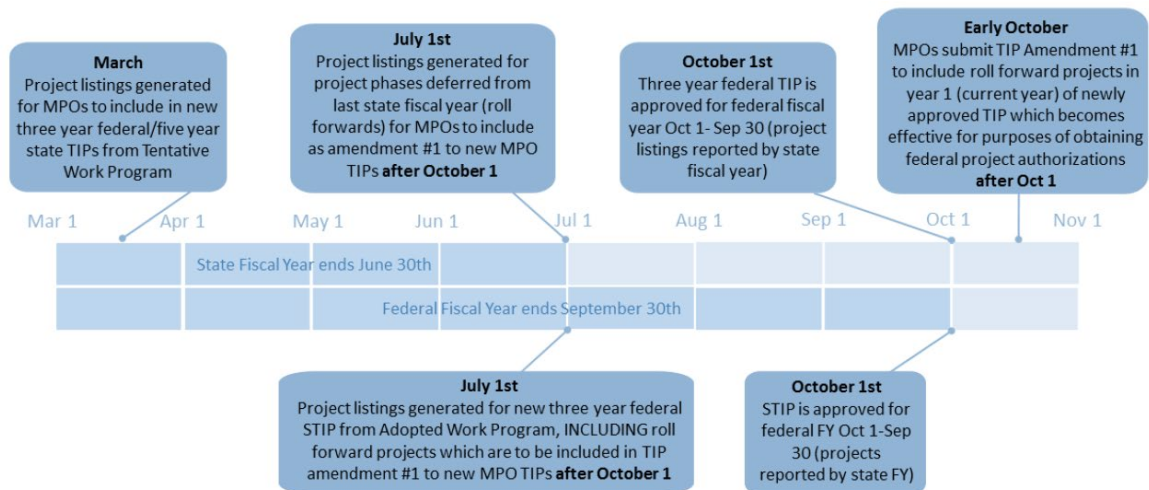 March
Project listings generated
for MPOs to include in new
three year federal/five year
state TIPs from Tentative
Work Program
July 1st
Project listings generated for
project phases deferred from
last state fiscal year (roll
forwards) for MPOs to include
as amendment #1 to new MPO
TIPs after October 1
October 1st
Three year federal TIP is
approved for federal fiscal
year Oct 1- Sep 30 (project
listings reported by state
fiscal year)
Early October
MPOs submit TIP Amendment #1
to include roll forward projects in
year 1 (current year) of newly
approved TIP which becomes
effective for purposes of obtaining
federal project authorizations
after Oct 1
Mar 1
Apr 1
May 1
Jun 1
Jul 1
Aug 1
Sep 1
Oct 1
Nov 1
State Fiscal Year ends June 30th
Federal Fiscal Year ends September 30th
July 1st
Project listings generated for new three year federal
STIP from Adopted Work Program, INCLUDING roll
forward projects which are to be included in TIP
amendment #1 to new MPO TIPs after October 1
October 1st
STIP is approved for
federal FY Oct 1-Sep
30 (projects
reported by state FY)